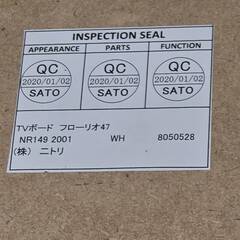 INSPECTION SEAL
APPEARANCE PARTS FUNCTION
QC QC QC
2020/01/02 2020/01/02 2020/01/02
SATO SATO SATO
TVボード フローリオ47
NR149 2001 WH 8050528
(株) ニトリ